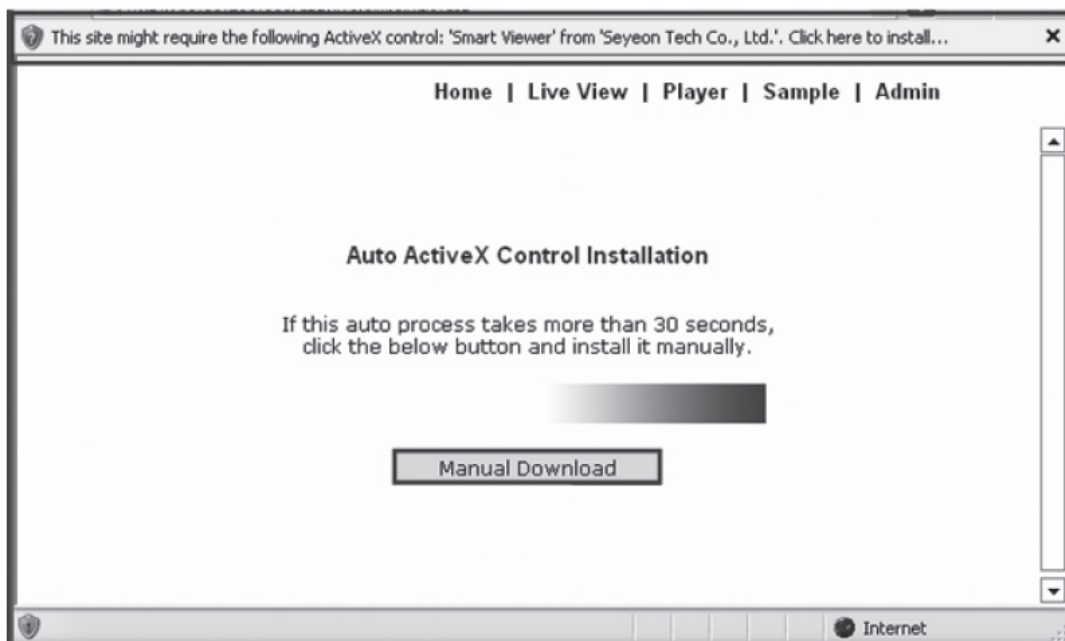 This site might require the following ActiveX control: 'Smart Viewer' from 'Seyeon Tech Co., Ltd.'. Click here to install...
Home | Live View | Player | Sample | Admin
Auto ActiveX Control Installation
If this auto process takes more than 30 seconds,
click the below button and install it manually.
Manual Download
Internet